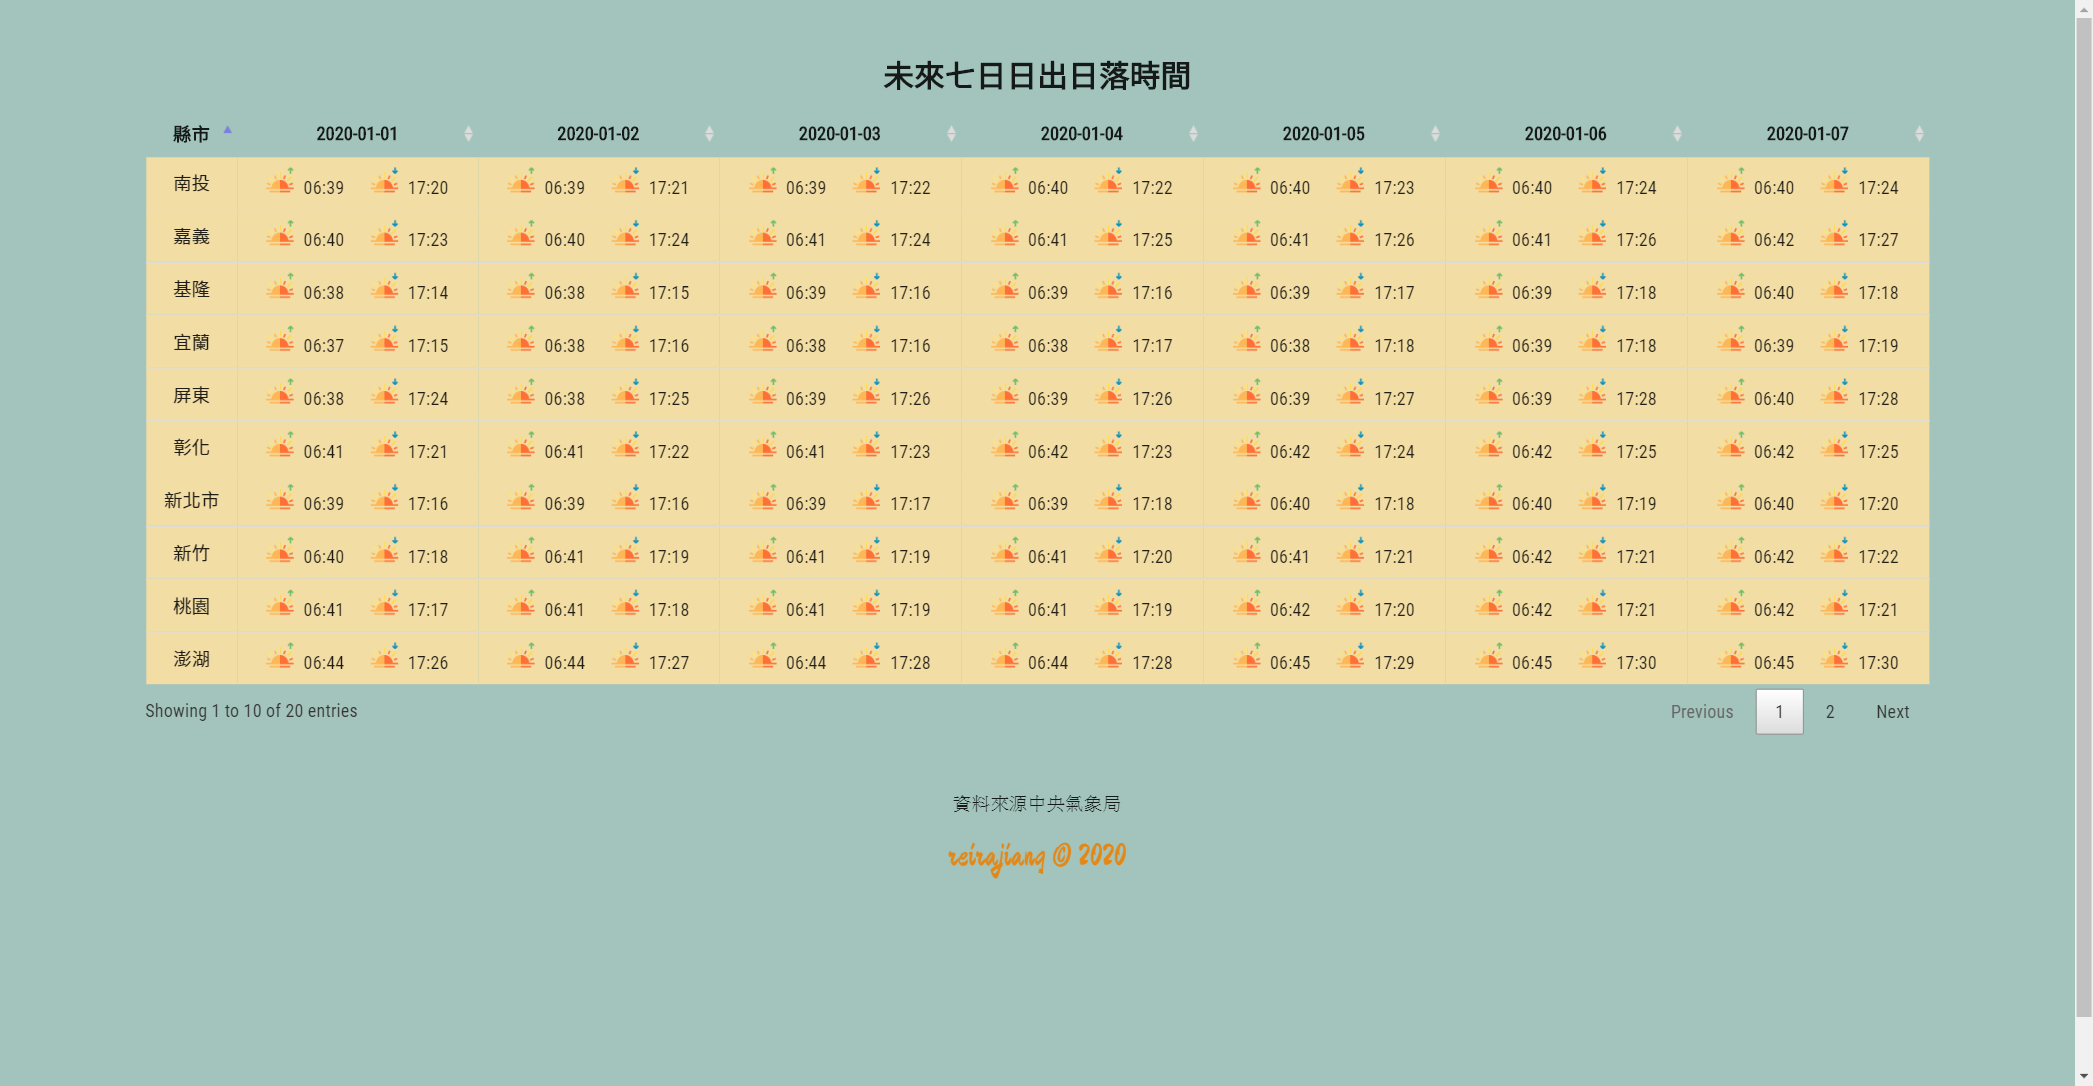 未來七日日出日落時間
縣市 2020-01-01 2020-01-02 2020-01-03 2020-01-04 2020-01-05 2020-01-06 2020-01-07
南投 06:39 17:20 06:39 17:21 06:39 17:22 06:40 17:22 06:40 17:23 06:40 17:24 06:40 17:24
嘉義 06:40 17:23 06:40 17:24 06:41 17:24 06:41 17:25 06:41 17:26 06:41 17:26 06:42 17:27
基隆 06:38 17:14 06:38 17:15 06:39 17:16 06:39 17:16 06:39 17:17 06:39 17:18 06:40 17:18
宜蘭 06:37 17:15 06:38 17:16 06:38 17:16 06:38 17:17 06:38 17:18 06:39 17:18 06:39 17:19
屏東 06:38 17:24 06:38 17:25 06:39 17:26 06:39 17:26 06:39 17:27 06:39 17:28 06:40 17:28
彰化 06:41 17:21 06:41 17:22 06:41 17:23 06:42 17:23 06:42 17:24 06:42 17:25 06:42 17:25
新北市 06:39 17:16 06:39 17:16 06:39 17:17 06:39 17:18 06:40 17:18 06:40 17:19 06:40 17:20
新竹 06:40 17:18 06:41 17:19 06:41 17:19 06:41 17:20 06:41 17:21 06:42 17:21 06:42 17:22
桃園 06:41 17:17 06:41 17:18 06:41 17:19 06:41 17:19 06:42 17:20 06:42 17:21 06:42 17:21
澎湖 06:44 17:26 06:44 17:27 06:44 17:28 06:44 17:28 06:45 17:29 06:45 17:30 06:45 17:30
Showing 1 to 10 of 20 entries Previous 1 2 Next
資料來源中央氣象局
reirajiang © 2020